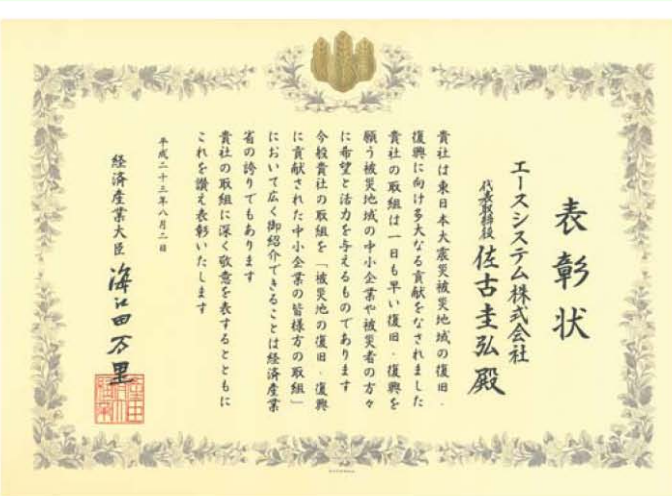 表彰状
エースシステム株式会社
代表取締役 佐古圭弘殿
貴社は東日本大震災被災地域の復旧・
復興に向け多大なる貢献をなされました
貴社の取組は一日も早い復旧・復興を
願う被災地域の中小企業や被災者の方々
に希望と活力を与えるものであります
今般貴社の取組を「被災地の復旧・復興
に貢献された中小企業の皆様方の取組」
において広く御紹介できることは経済産業
省の誇りでもあります
貴社の取組に深く敬意を表するとともに
これを讃え表彰いたします
平成二十三年八月二日
経済産業大臣 海江田万里